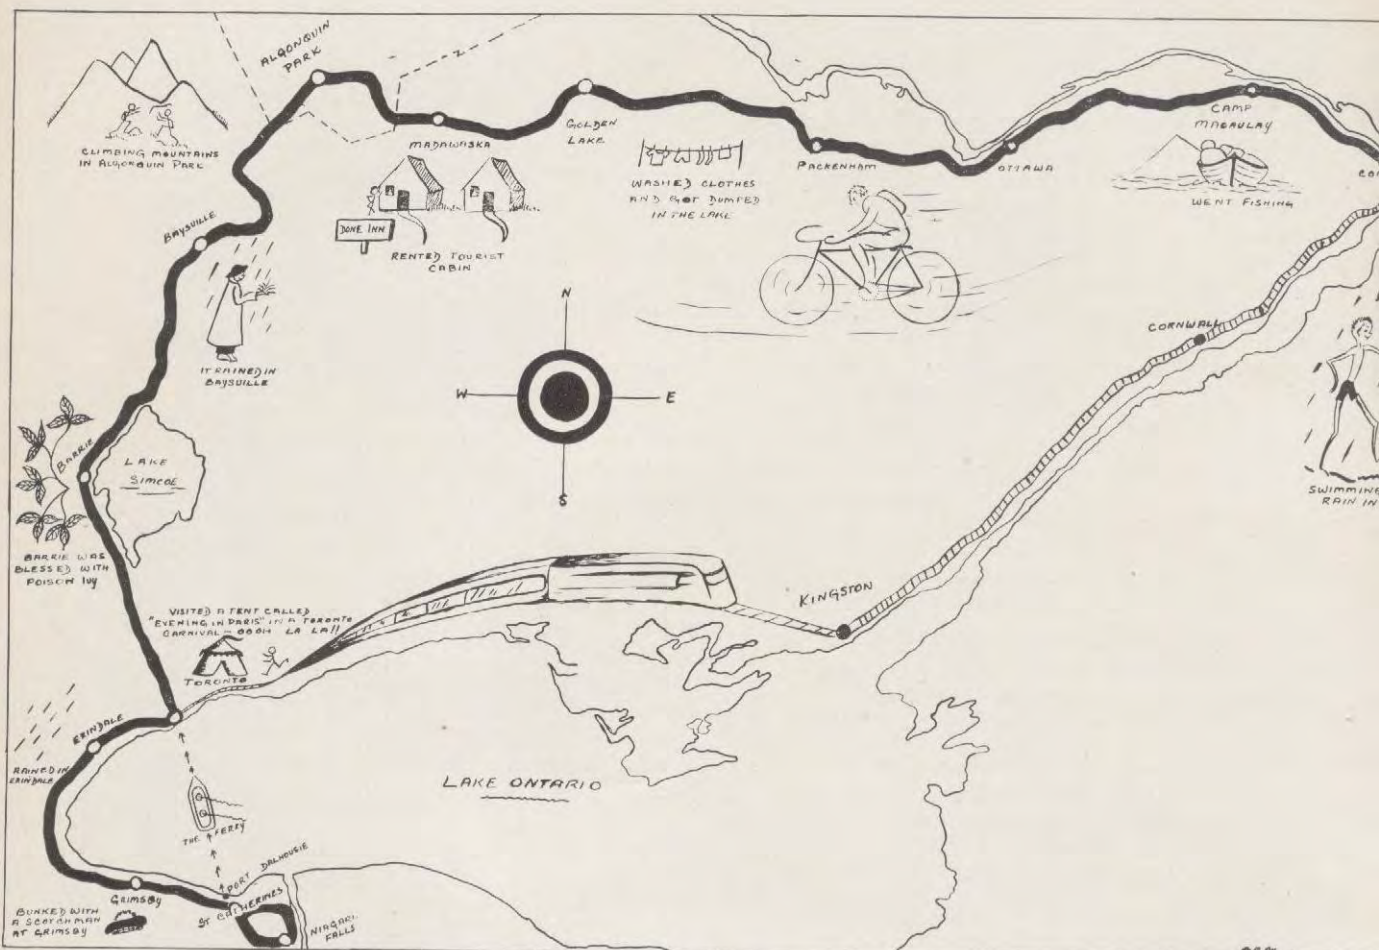 ALGONQUIN
PARK
CLIMBING MOUNTAINS
IN ALGONQUIN PARK
MADAWASKA
GOLDEN
LAKE
PACKENHAM
OTTAWA
CAMP
MACAULAY
WENT FISHING
WASHED CLOTHES
AND GOT DUMPED
IN THE LAKE
DONE INN
RENTED TOURIST
CABIN
BAYSVILLE
IT RAINED IN
BAYSVILLE
N
W
E
S
CORNWALL
SWIMMING
RAIN IN
BARRIE
LAKE
SIMCOE
BARRIE WAS
BLESSED WITH
POISON IVY
VISITED A TENT CALLED
"EVENING IN PARIS" IN A TORONTO
CARNIVAL - OOOH LA LA!!
TORONTO
KINGSTON
ERINDALE
RAINED IN
ERINDALE
LAKE ONTARIO
THE FERRY
PORT DALHOUSIE
GRIMSBY
ST CATHERINES
NIAGARA
FALLS
BUNKED WITH
A SCOTCHMAN
AT GRIMSBY